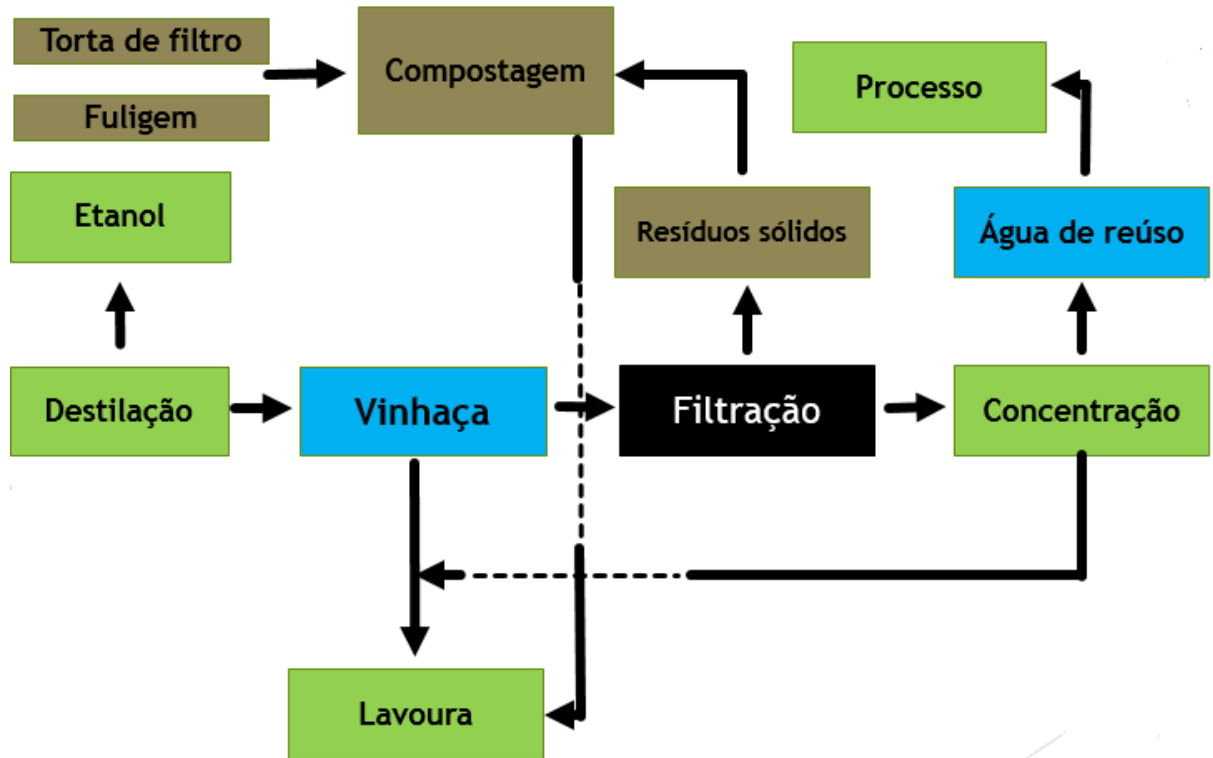 Torta de filtro
Fuligem
Compostagem
Processo
Etanol
Resíduos sólidos
Água de reúso
Destilação
Vinhaça
Filtração
Concentração
Lavoura